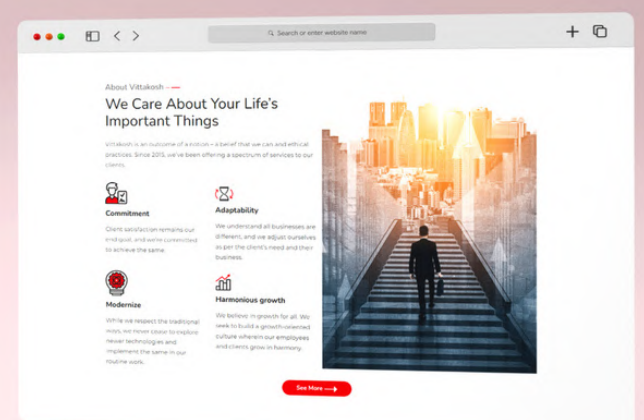 Search or enter website name
About Vittakosh –
We Care About Your Life's
Important Things
Vittakosh is an outcome of a notion – a belief that we can and ethical
practices. Since 2015, we've been offering a spectrum of services to our
clients.
Commitment
Client satisfaction remains our
end goal, and we're committed
to achieve the same.
Adaptability
We understand all businesses are
different, and we adjust ourselves
as per the client's need and their
business.
Modernize
While we respect the traditional
ways, we never cease to explore
newer technologies and
implement the same in our
routine work.
Harmonious growth
We believe in growth for all. We
seek to build a growth-oriented
culture wherein our employees
and clients grow in harmony.
See More